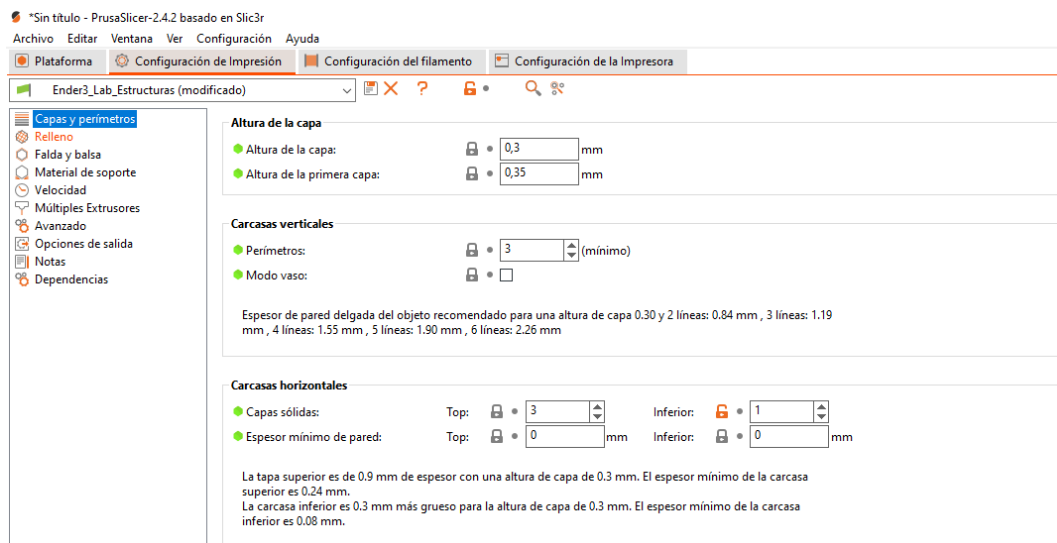 *Sin título - PrusaSlicer-2.4.2 basado en Slic3r
Archivo Editar Ventana Ver Configuración Ayuda
Plataforma Configuración de Impresión Configuración del filamento Configuración de la Impresora
Ender3_Lab_Estructuras (modificado)
Capas y perímetros
Relleno
Falda y balsa
Material de soporte
Velocidad
Múltiples Extrusores
Avanzado
Opciones de salida
Notas
Dependencias
Altura de la capa
Altura de la capa: 0,3 mm
Altura de la primera capa: 0,35 mm
Carcasas verticales
Perímetros: 3 (mínimo)
Modo vaso:
Espesor de pared delgada del objeto recomendado para una altura de capa 0.30 y 2 líneas: 0.84 mm , 3 líneas: 1.19
mm , 4 líneas: 1.55 mm , 5 líneas: 1.90 mm , 6 líneas: 2.26 mm
Carcasas horizontales
Capas sólidas: Top: 3 Inferior: 1
Espesor mínimo de pared: Top: 0 mm Inferior: 0 mm
La tapa superior es de 0.9 mm de espesor con una altura de capa de 0.3 mm. El espesor mínimo de la carcasa
superior es 0.24 mm.
La carcasa inferior es 0.3 mm más grueso para la altura de capa de 0.3 mm. El espesor mínimo de la carcasa
inferior es 0.08 mm.